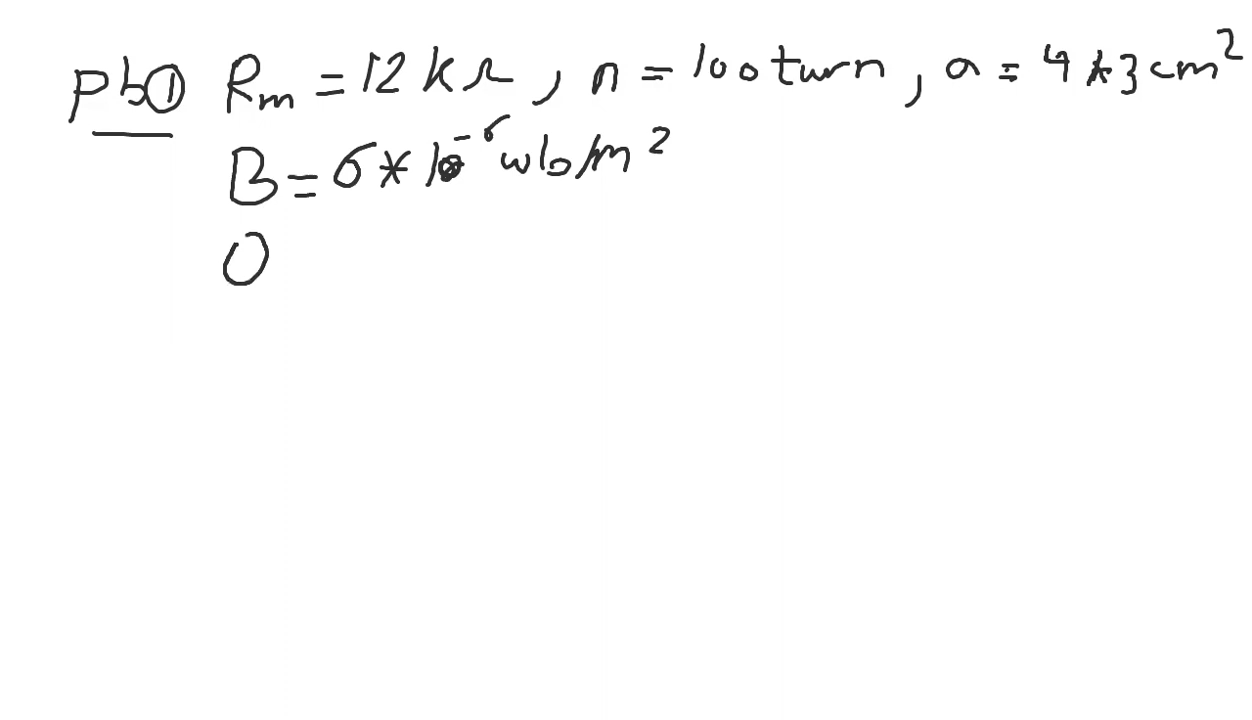 pb① Rm = 12 kΩ, n = 100 turn, a = 4*3 cm²
B = 6 * 10⁻⁶ wb/m²
O